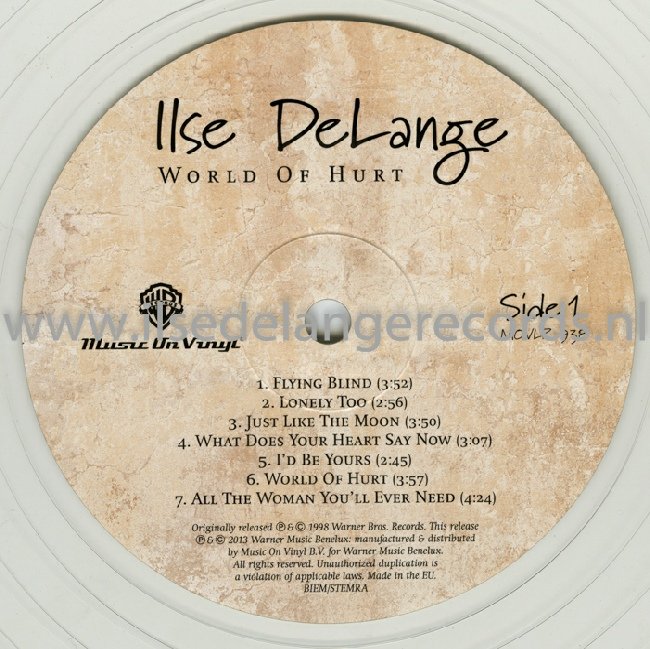 Ilse DeLange
WORLD OF HURT
www.ilsedelangerecords.nl
Music On Vinyl
Side 1
1. FLYING BLIND (3:52)
2. LONELY TOO (2:56)
3. JUST LIKE THE MOON (3:50)
4. WHAT DOES YOUR HEART SAY NOW (3:07)
5. I'D BE YOURS (2:45)
6. WORLD OF HURT (3:57)
7. ALL THE WOMAN YOU'LL EVER NEED (4:24)
Originally released ℗ & © 1998 Warner Bros. Records. This release
℗ & © 2013 Warner Music Benelux: manufactured & distributed
by Music On Vinyl B.V. for Warner Music Benelux.
All rights reserved. Unauthorized duplication is
a violation of applicable laws. Made in the EU.
BIEM/STEMRA